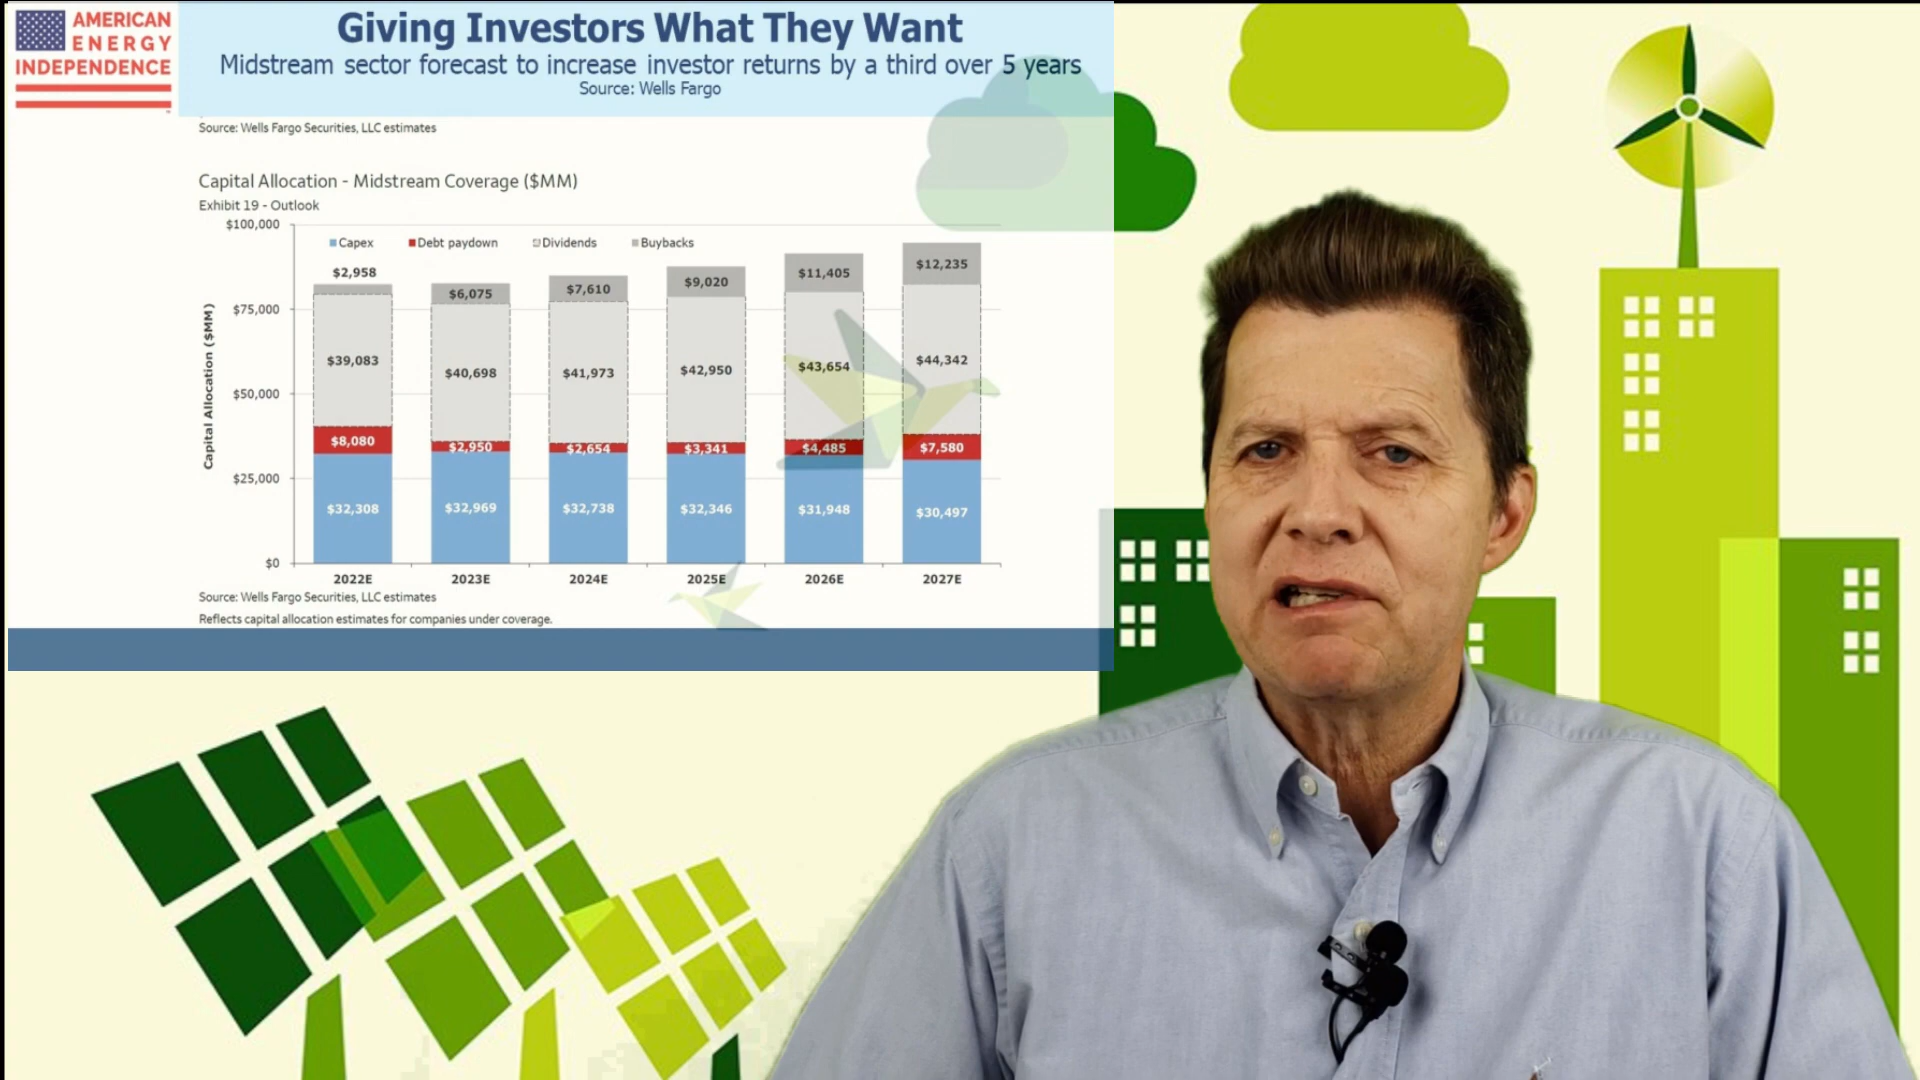 AMERICAN
ENERGY
INDEPENDENCE
Giving Investors What They Want
Midstream sector forecast to increase investor returns by a third over 5 years
Source: Wells Fargo
Source: Wells Fargo Securities, LLC estimates
Capital Allocation - Midstream Coverage ($MM)
Exhibit 19 - Outlook
Capital Allocation ($MM)
$100,000
$75,000
$50,000
$25,000
$0
Capex Debt paydown Dividends Buybacks
$2,958 $6,075 $7,610 $9,020 $11,405 $12,235
$39,083 $40,698 $41,973 $42,950 $43,654 $44,342
$8,080 $2,950 $2,654 $3,341 $4,485 $7,580
$32,308 $32,969 $32,738 $32,346 $31,948 $30,497
2022E 2023E 2024E 2025E 2026E 2027E
Source: Wells Fargo Securities, LLC estimates
Reflects capital allocation estimates for companies under coverage.